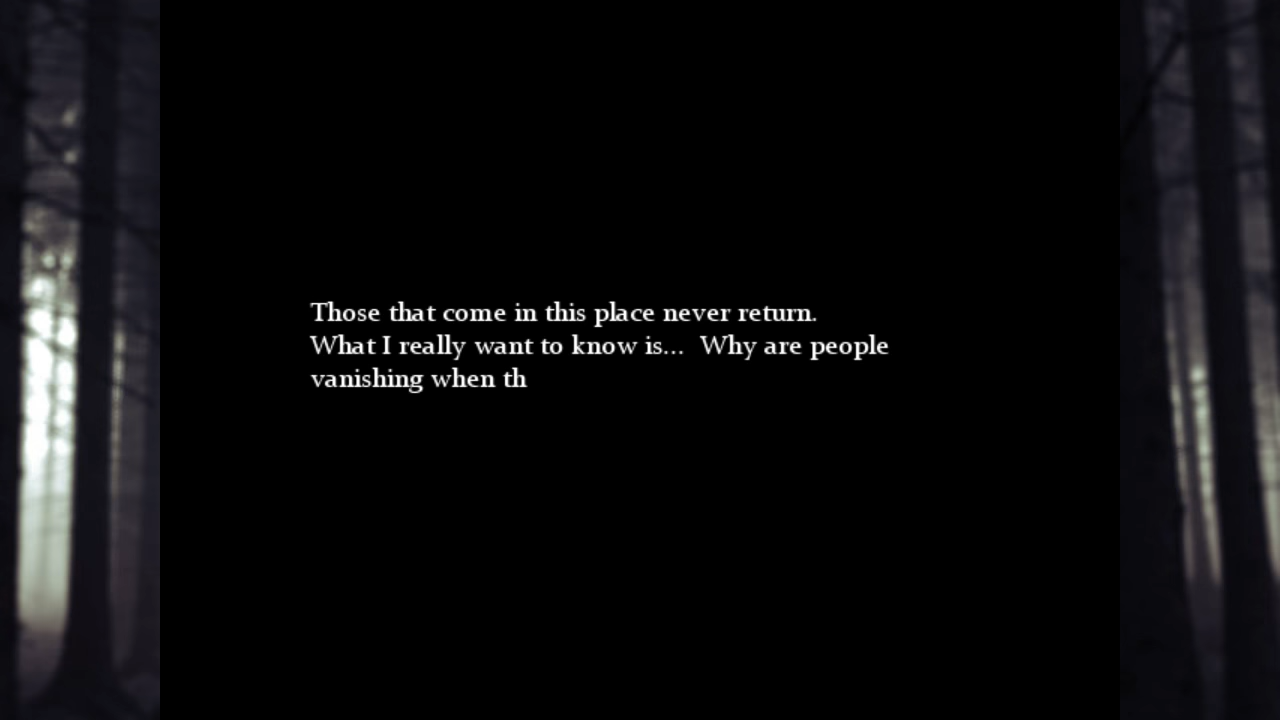 Those that come in this place never return.
What I really want to know is...  Why are people
vanishing when th